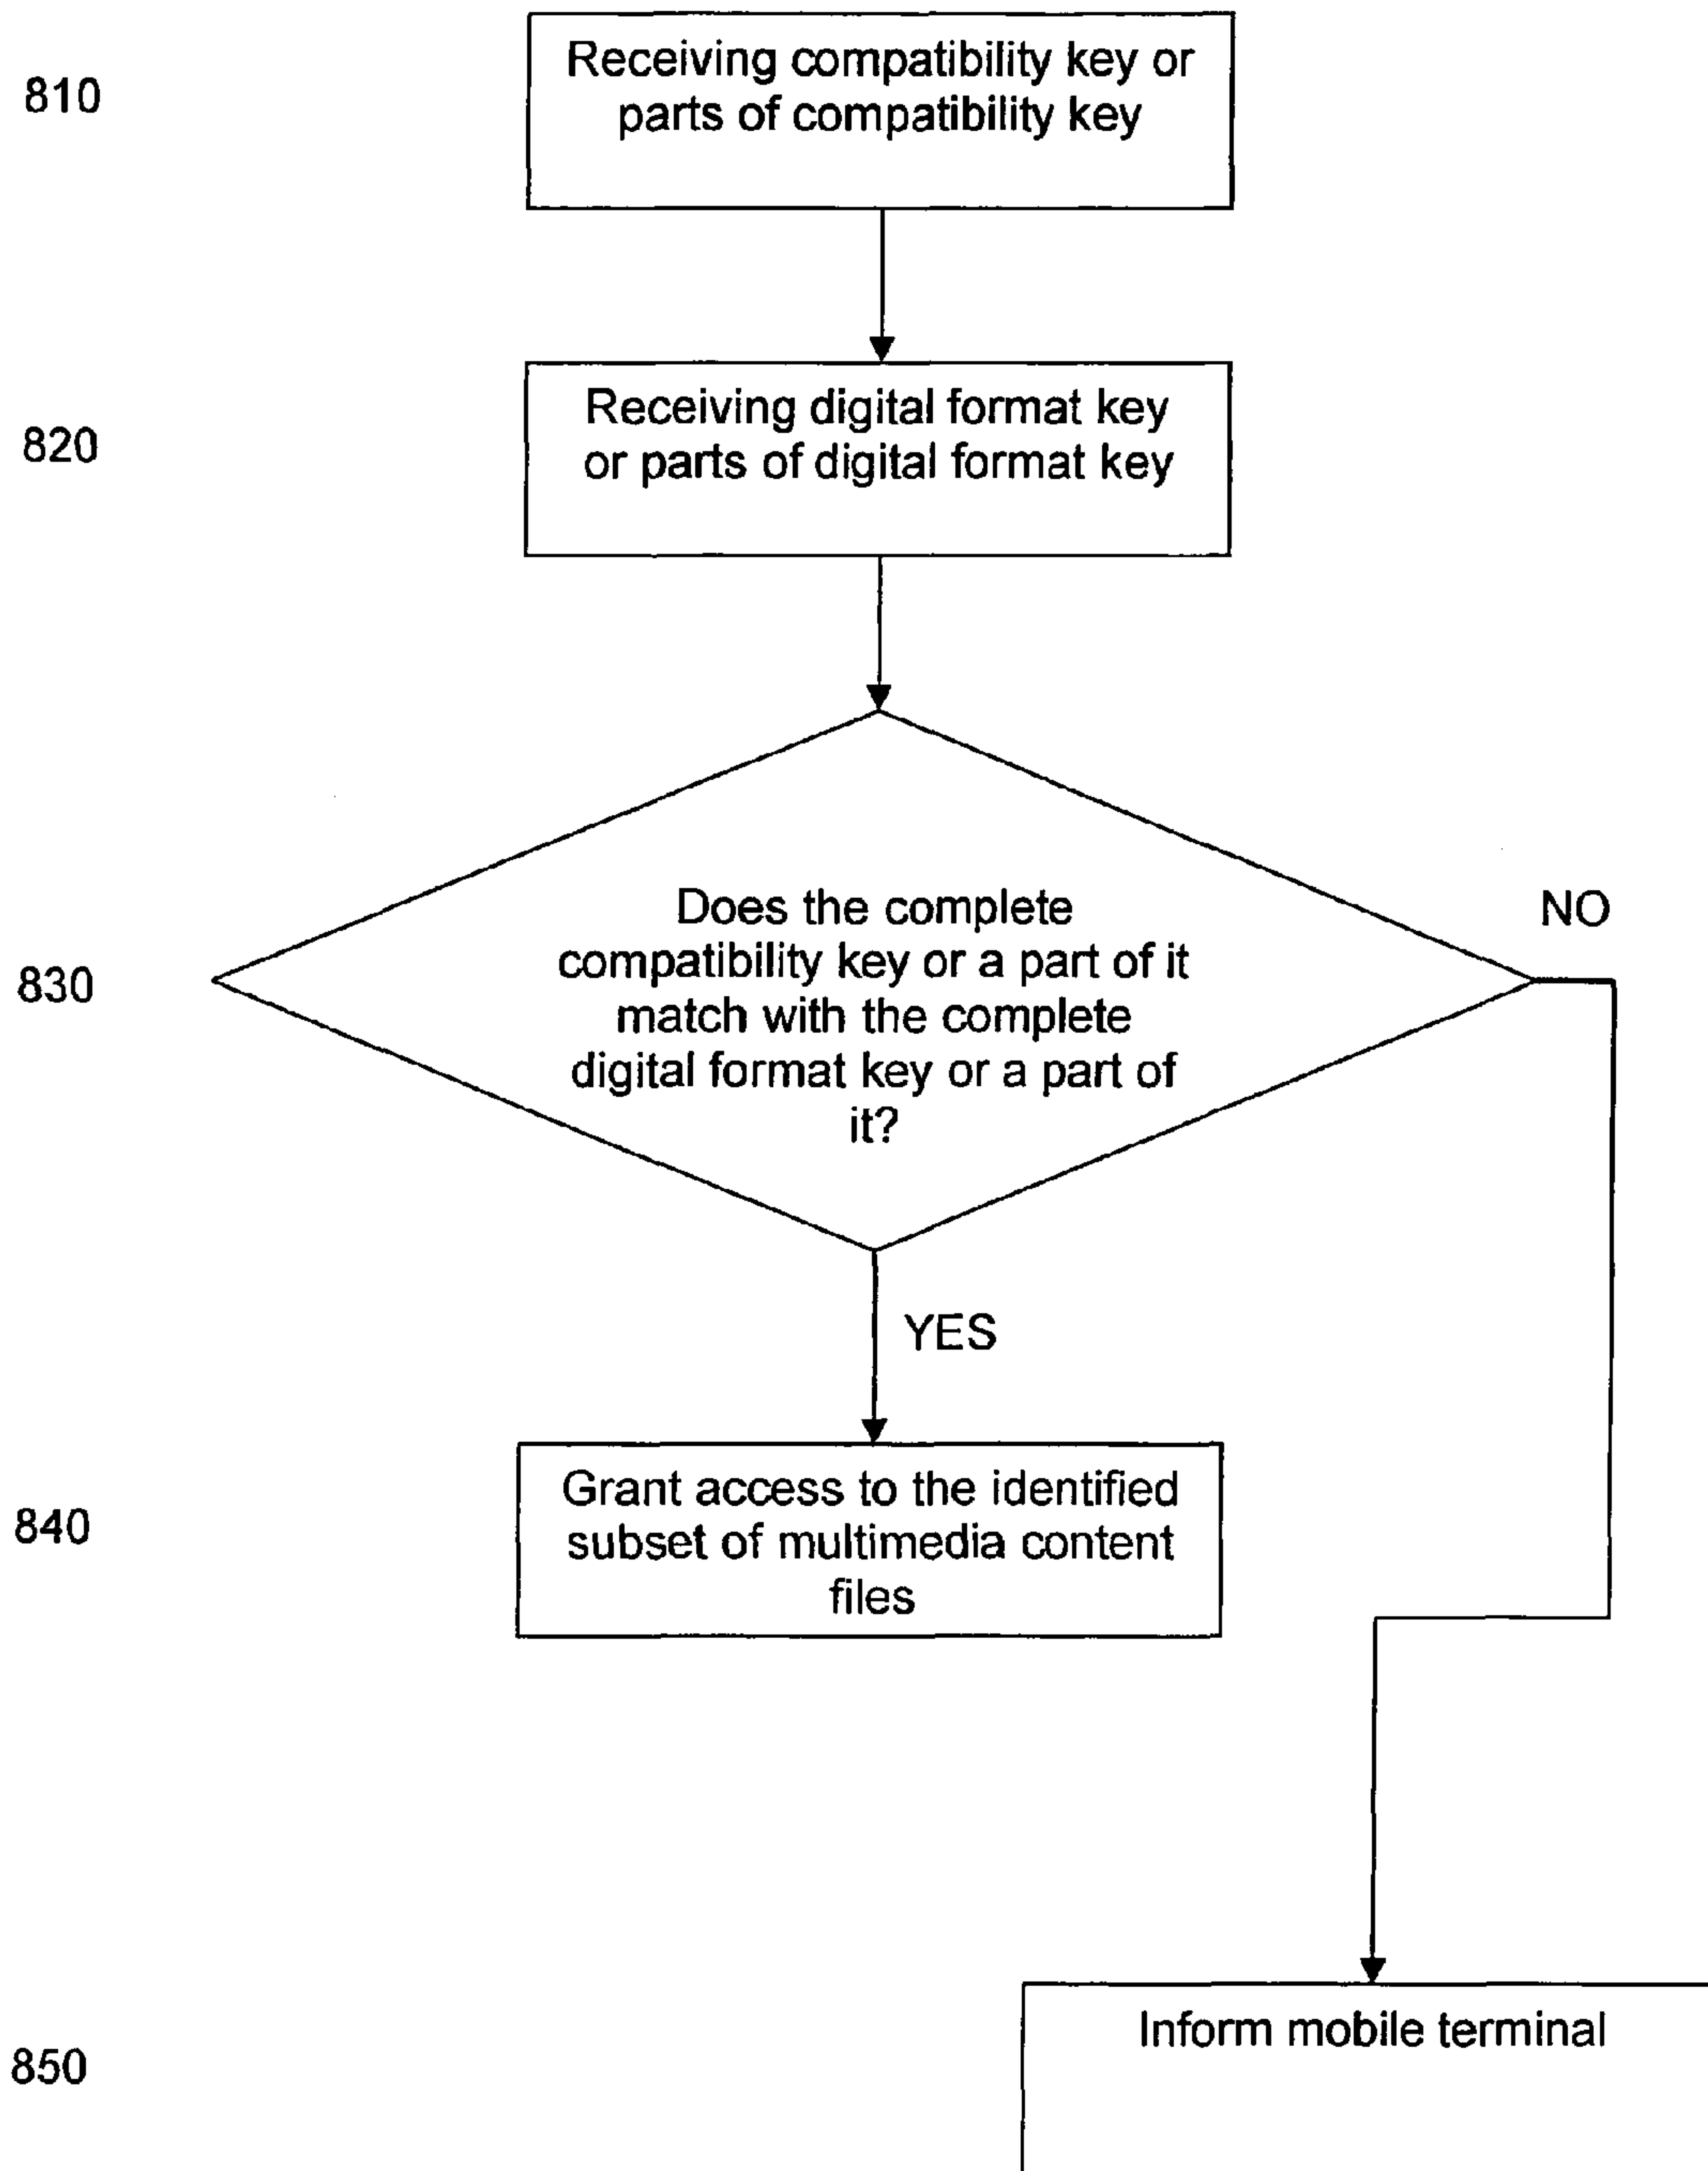 810
Receiving compatibility key or
parts of compatibility key
820
Receiving digital format key
or parts of digital format key
830
Does the complete
compatibility key or a part of it
match with the complete
digital format key or a part of
it?
NO
YES
840
Grant access to the identified
subset of multimedia content
files
850
Inform mobile terminal